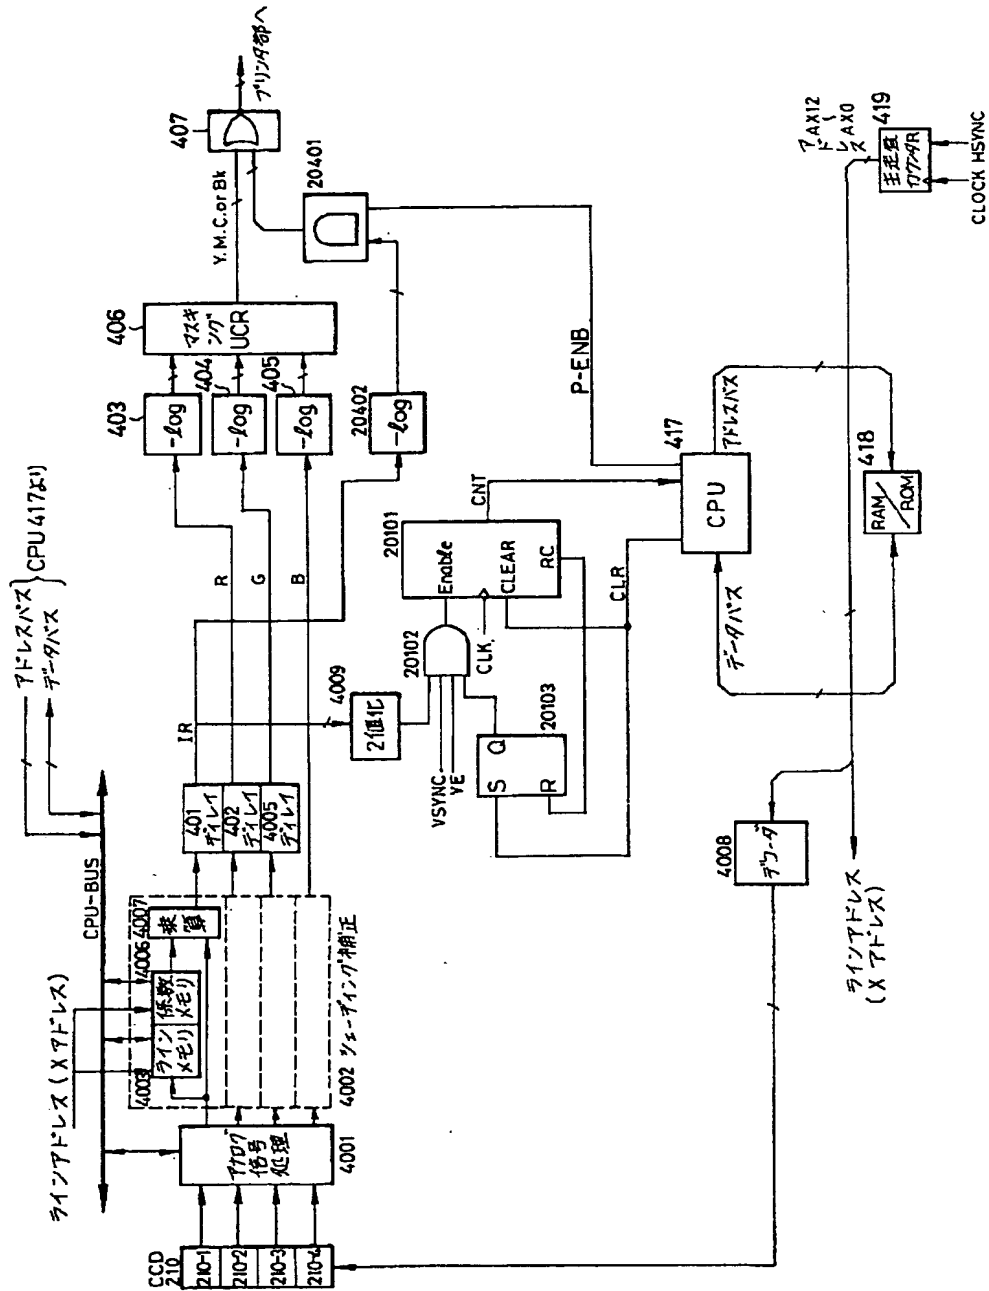 アドレスバス
データバス
}CPU417より
ラインアドレス(Xアドレス)
CPU-BUS
CCD
210
210-1
210-2
210-3
210-4
アナログ
信号
処理
4001
4003
ライン
メモリ
4006
係数
メモリ
4007
乗
算
4002 シェーディング補正
401
ディレイ
402
ディレイ
4005
ディレイ
IR
R
G
B
403
-log
404
-log
405
-log
406
マスキ
ング
UCR
Y.M.C.or Bk
407
プリンタ部へ
20401
20402
-log
4009
2値化
VSYNC
YE
20102
20101
Enable
CLK
CLEAR
RC
CNT
20103
S
Q
R
CLR
P-ENB
417
CPU
アドレスバス
データバス
418
RAM/
ROM
4008
デコーダ
ラインアドレス
(Xアドレス)
アドレス
AX12
〜
AX0
419
主走査
カウンタR
CLOCK HSYNC